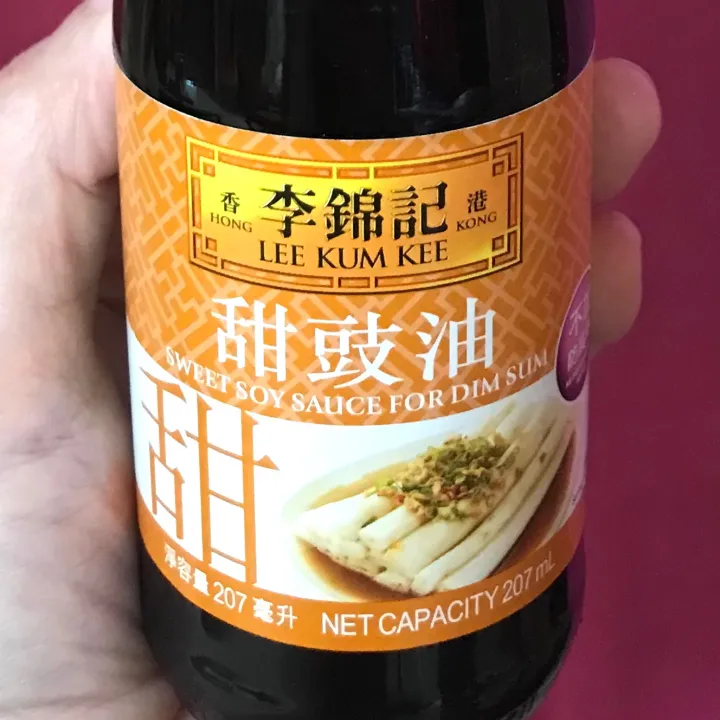 香 李錦記 港
HONG KONG
LEE KUM KEE
甜豉油
SWEET SOY SAUCE FOR DIM SUM
甜
淨容量 207 毫升 NET CAPACITY 207 mL
不